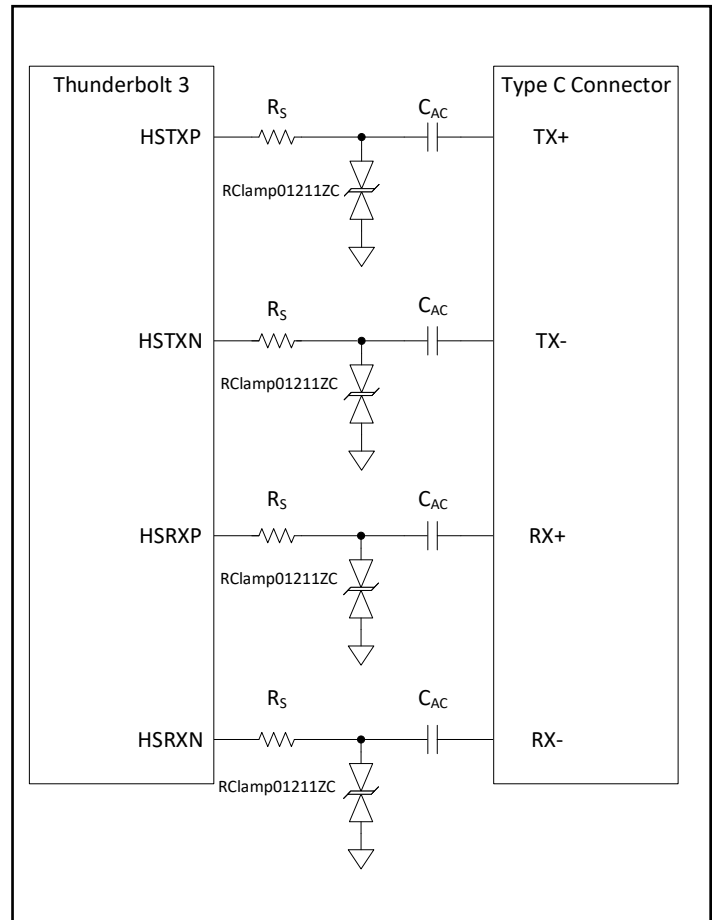 Thunderbolt 3
Type C Connector
R_S
C_AC
HSTXP
TX+
RClamp01211ZC
R_S
C_AC
HSTXN
TX-
RClamp01211ZC
R_S
C_AC
HSRXP
RX+
RClamp01211ZC
R_S
C_AC
HSRXN
RX-
RClamp01211ZC